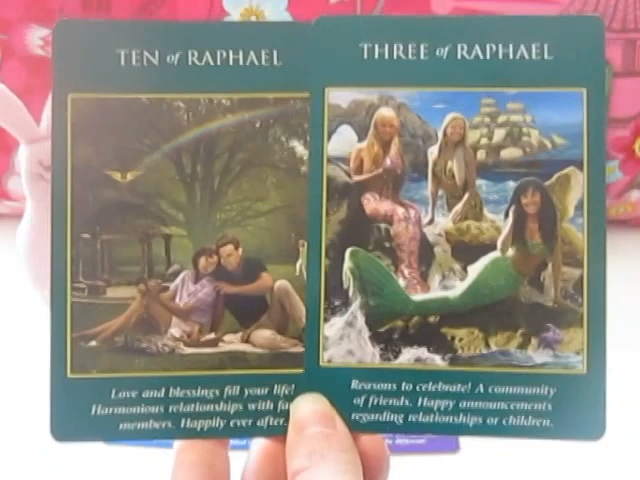 TEN of RAPHAEL
Love and blessings fill your life!
Harmonious relationships with
members. Happily ever after.
THREE of RAPHAEL
Reasons to celebrate! A community
of friends. Happy announcements
regarding relationships or children.